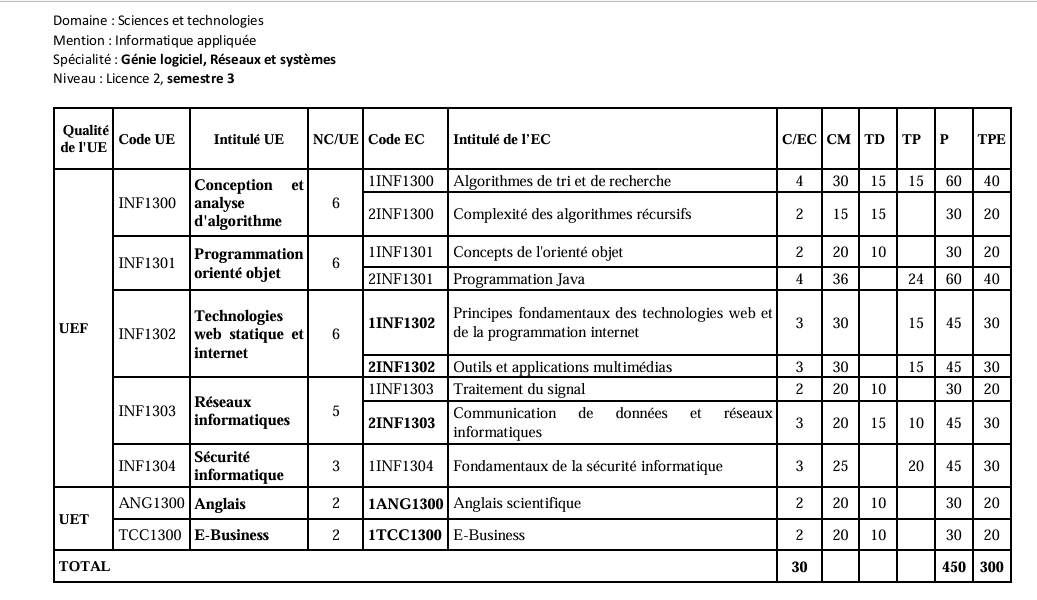 Domaine : Sciences et technologies
Mention : Informatique appliquée
Spécialité : Génie logiciel, Réseaux et systèmes
Niveau : Licence 2, semestre 3
Qualité de l'UE Code UE Intitulé UE NC/UE Code EC Intitulé de l’EC C/EC CM TD TP P TPE
UEF INF1300 Conception et analyse d'algorithme 6 1INF1300 Algorithmes de tri et de recherche 4 30 15 15 60 40
2INF1300 Complexité des algorithmes récursifs 2 15 15 30 20
INF1301 Programmation orienté objet 6 1INF1301 Concepts de l'orienté objet 2 20 10 30 20
2INF1301 Programmation Java 4 36 24 60 40
INF1302 Technologies web statique et internet 6 1INF1302 Principes fondamentaux des technologies web et de la programmation internet 3 30 15 45 30
2INF1302 Outils et applications multimédias 3 30 15 45 30
INF1303 Réseaux informatiques 5 1INF1303 Traitement du signal 2 20 10 30 20
2INF1303 Communication de données et réseaux informatiques 3 20 15 10 45 30
INF1304 Sécurité informatique 3 1INF1304 Fondamentaux de la sécurité informatique 3 25 20 45 30
UET ANG1300 Anglais 2 1ANG1300 Anglais scientifique 2 20 10 30 20
TCC1300 E-Business 2 1TCC1300 E-Business 2 20 10 30 20
TOTAL 30 450 300